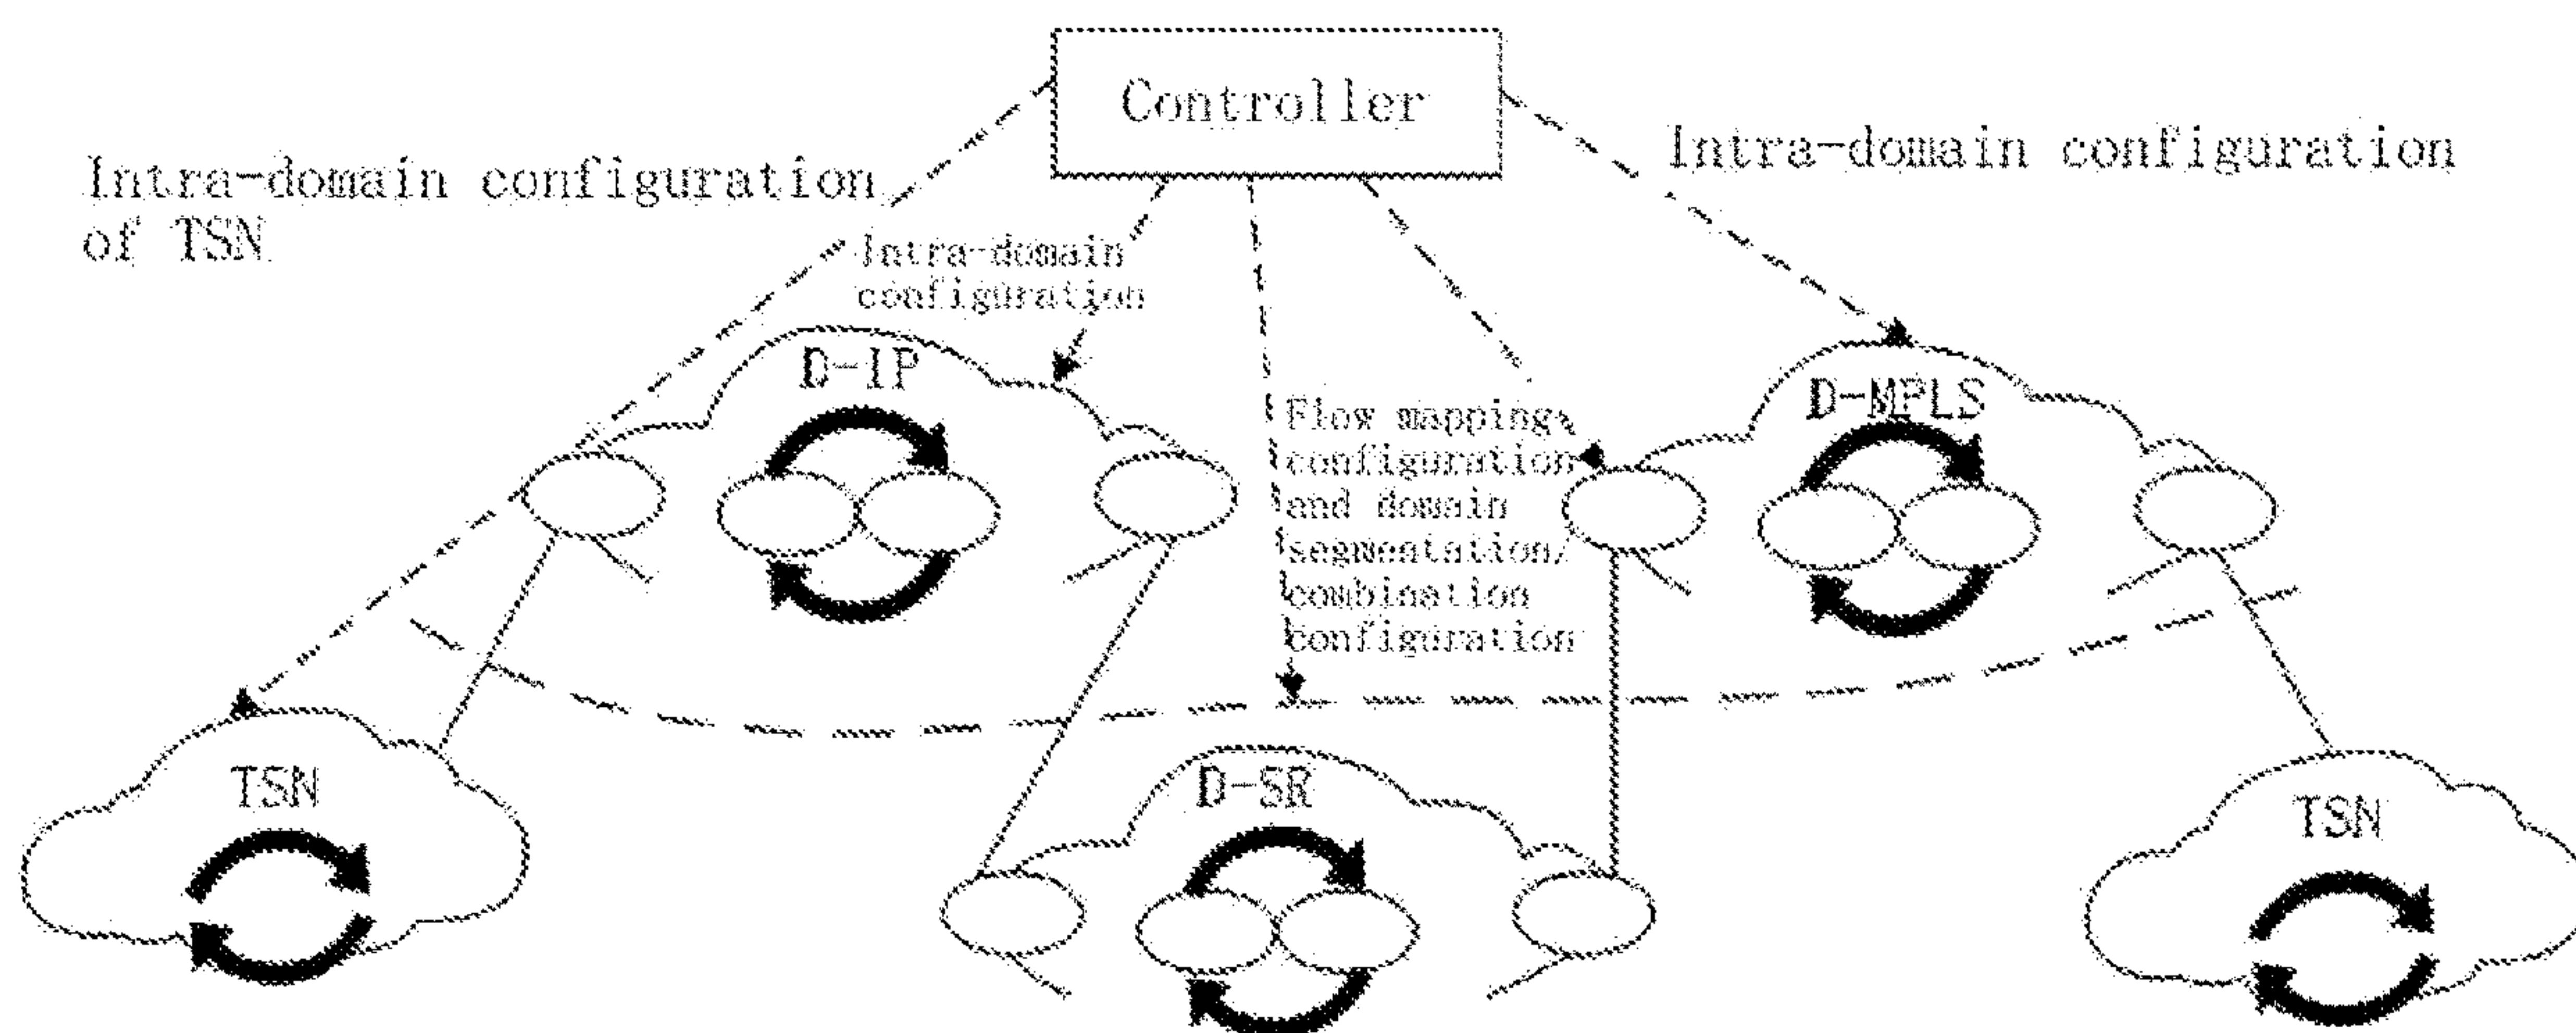 Controller
Intra-domain configuration
of TSN
Intra-domain configuration
Intra-domain
configuration
D-IP
D-MPLS
Flow mapping
configuration
and domain
segmentation/
combination
configuration
TSN
D-SR
TSN